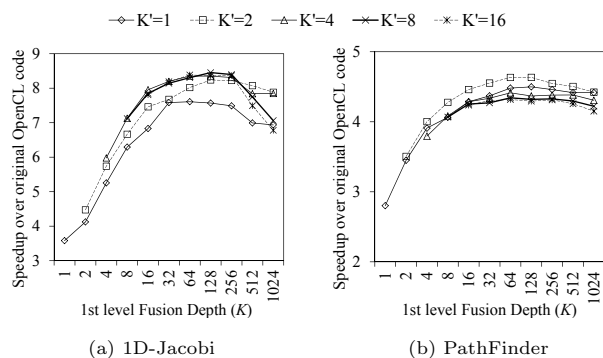 K'=1 K'=2 K'=4 K'=8 K'=16
Speedup over original OpenCL code
9
8
7
6
5
4
3
1 2 4 8 16 32 64 128 256 512 1024
1st level Fusion Depth (K)
(a) 1D-Jacobi
Speedup over original OpenCL code
5
4
3
2
1 2 4 8 16 32 64 128 256 512 1024
1st level Fusion Depth (K)
(b) PathFinder